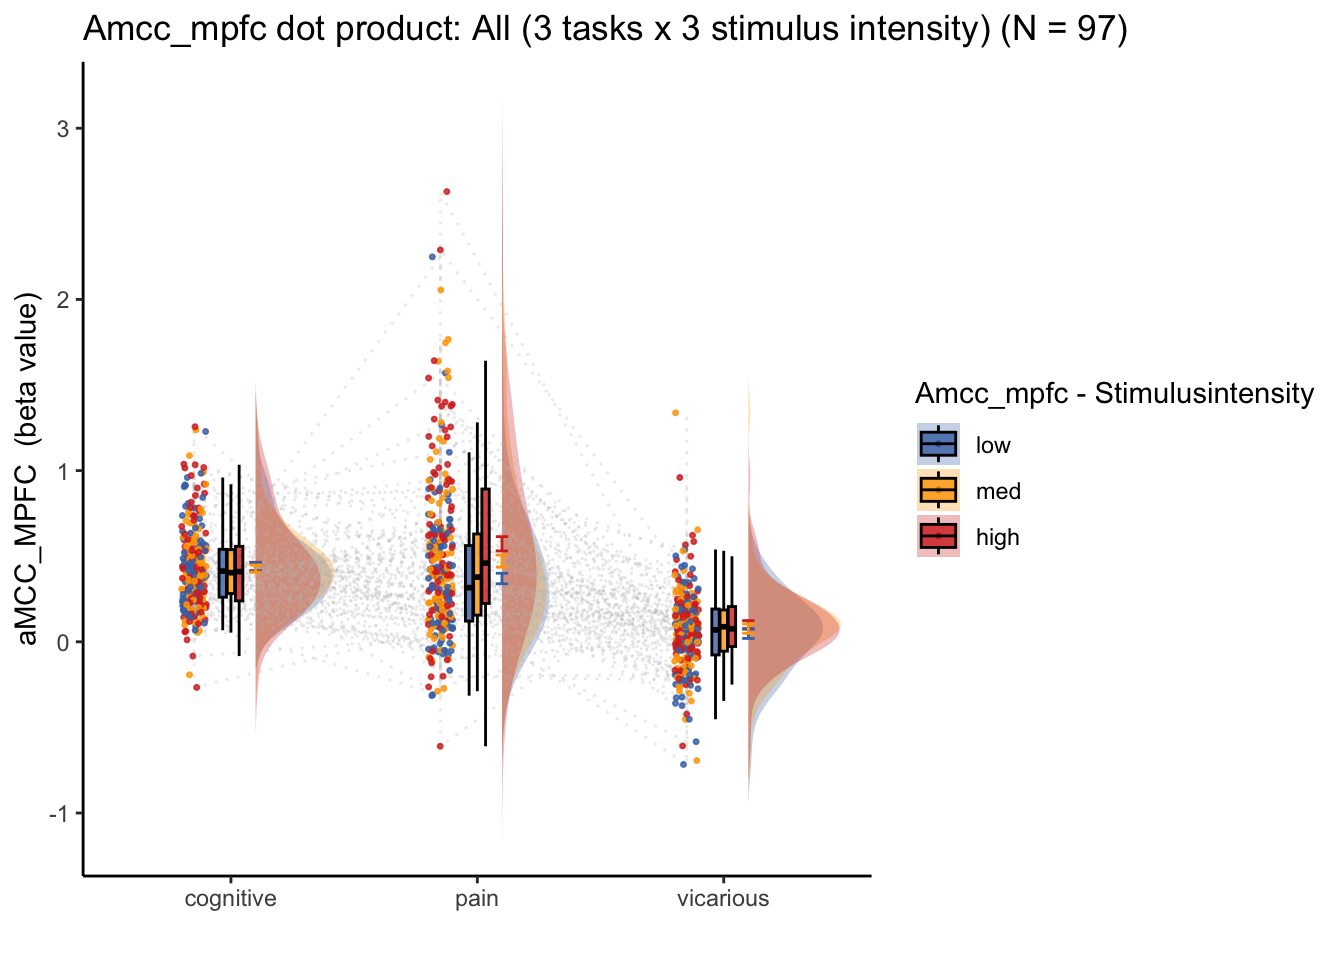 Amcc_mpfc dot product: All (3 tasks x 3 stimulus intensity) (N = 97)
aMCC_MPFC  (beta value)
3
2
1
0
-1
cognitive
pain
vicarious
Amcc_mpfc - Stimulusintensity
low
med
high